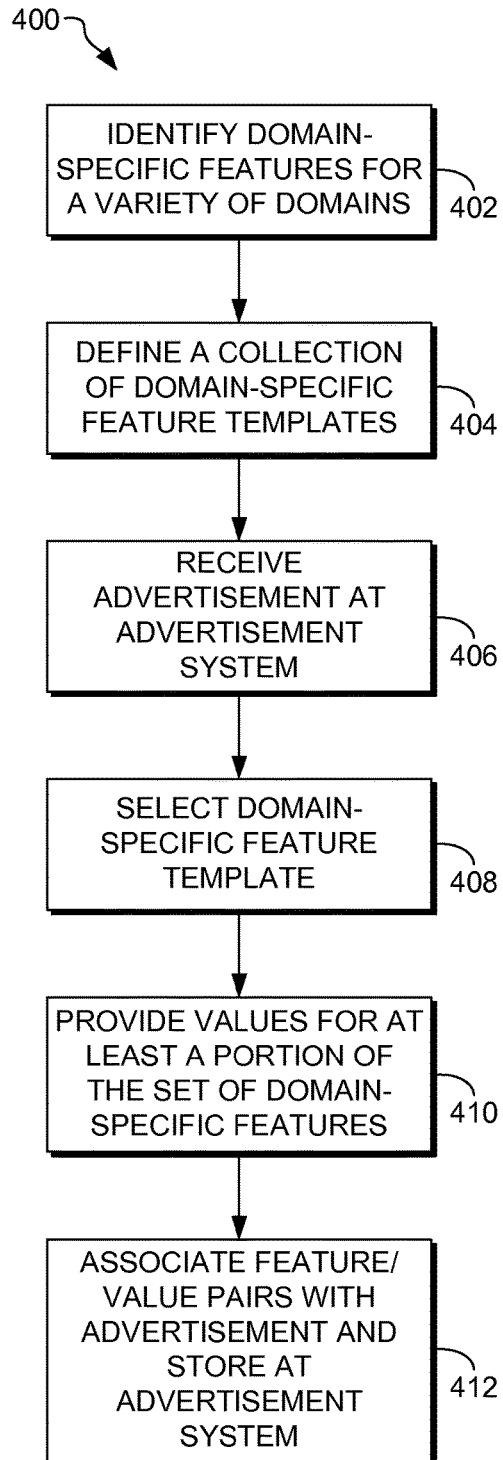 400
IDENTIFY DOMAIN-
SPECIFIC FEATURES FOR
A VARIETY OF DOMAINS
402
DEFINE A COLLECTION
OF DOMAIN-SPECIFIC
FEATURE TEMPLATES
404
RECEIVE
ADVERTISEMENT AT
ADVERTISEMENT
SYSTEM
406
SELECT DOMAIN-
SPECIFIC FEATURE
TEMPLATE
408
PROVIDE VALUES FOR AT
LEAST A PORTION OF
THE SET OF DOMAIN-
SPECIFIC FEATURES
410
ASSOCIATE FEATURE/
VALUE PAIRS WITH
ADVERTISEMENT AND
STORE AT
ADVERTISEMENT
SYSTEM
412